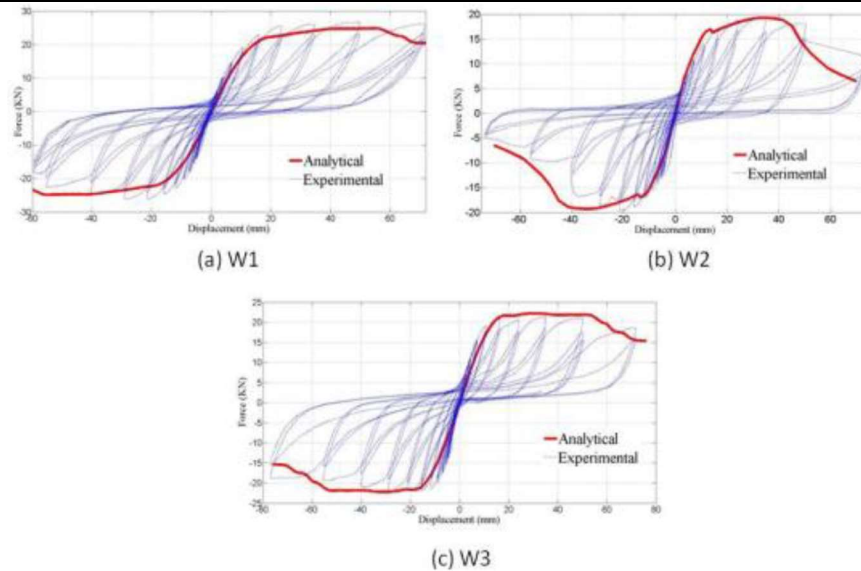 30
20
10
0
-10
-20
-30
Force (KN)
Analytical
Experimental
-60 -40 -20 0 20 40 60
Displacement (mm)
(a) W1
20
15
10
5
0
-5
-10
-15
-20
Force (KN)
Analytical
Experimental
-60 -40 -20 0 20 40 60
Displacement (mm)
(b) W2
25
20
15
10
5
0
-5
-10
-15
-20
-25
Force (KN)
Analytical
Experimental
-80 -60 -40 -20 0 20 40 60 80
Displacement (mm)
(c) W3